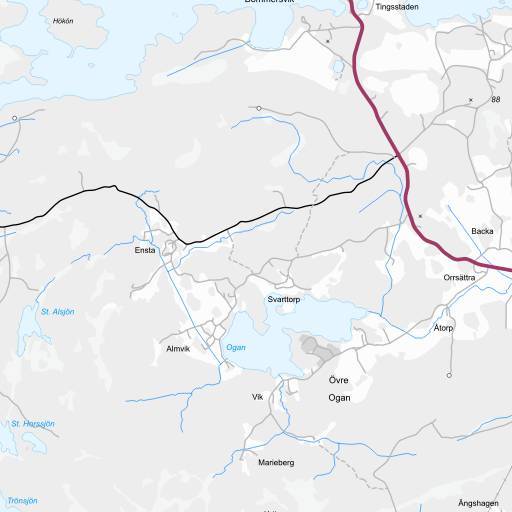 Bommersvik
Tingsstaden
Hökön
88
Backa
Ensta
Orrsättra
Svarttorp
St. Alsjön
Åtorp
Ogan
Almvik
Övre
Ogan
Vik
St. Horssjön
Marieberg
Trönsjön
Ängshagen